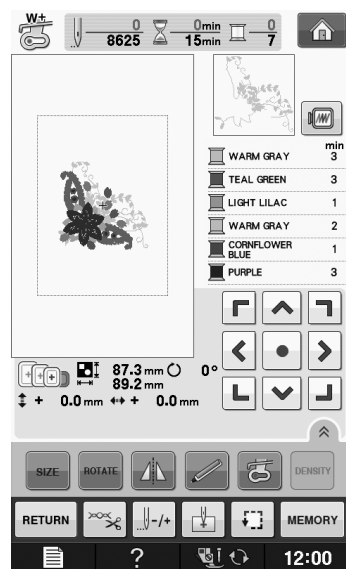 W+
0 0min 0
8625 15min 7
min
WARM GRAY 3
TEAL GREEN 3
LIGHT LILAC 1
WARM GRAY 2
CORNFLOWER
BLUE 1
PURPLE 3
87.3 mm 0°
89.2 mm
+ 0.0 mm + 0.0 mm
SIZE ROTATE DENSITY
RETURN -/+ MEMORY
? 12:00